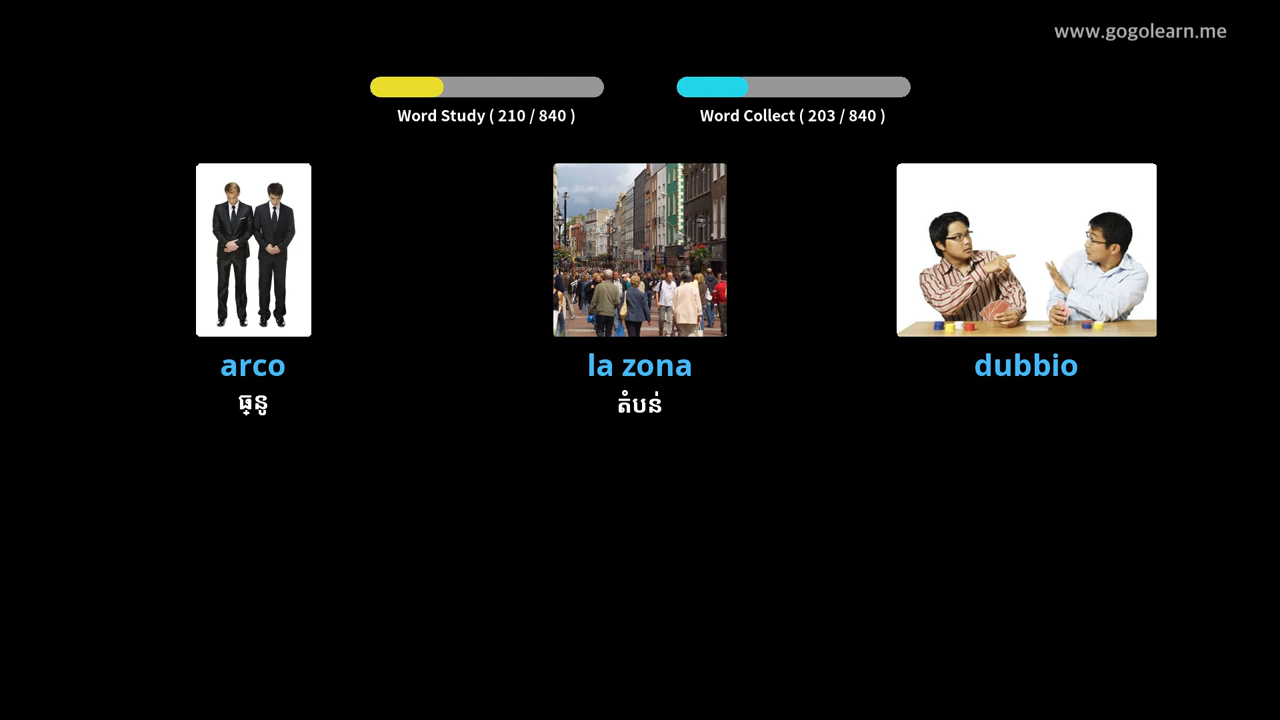 www.gogolearn.me
Word Study ( 210 / 840 )
Word Collect ( 203 / 840 )
arco
ធ្នូ
la zona
តំបន់
dubbio